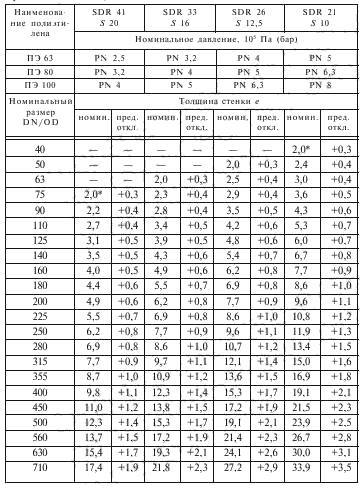 Наименова- SDR 41 SDR 33 SDR 26 SDR 21
ние полиэти- S 20 S 16 S 12,5 S 10
лена Номинальное давление, 10⁵ Па (бар)
ПЭ 63 PN 2,5 PN 3,2 PN 4 PN 5
ПЭ 80 PN 3,2 PN 4 PN 5 PN 6,3
ПЭ 100 PN 4 PN 5 PN 6,3 PN 8
Номинальный Толщина стенки e
размер номин. пред. номин. пред. номин. пред. номин. пред.
DN/OD откл. откл. откл. откл.
40 — — — — — — 2,0* +0,3
50 — — — — 2,0 +0,3 2,4 +0,4
63 — — 2,0 +0,3 2,5 +0,4 3,0 +0,4
75 2,0* +0,3 2,3 +0,4 2,9 +0,4 3,6 +0,5
90 2,2 +0,4 2,8 +0,4 3,5 +0,5 4,3 +0,6
110 2,7 +0,4 3,4 +0,5 4,2 +0,6 5,3 +0,7
125 3,1 +0,5 3,9 +0,5 4,8 +0,6 6,0 +0,7
140 3,5 +0,5 4,3 +0,6 5,4 +0,7 6,7 +0,8
160 4,0 +0,5 4,9 +0,6 6,2 +0,8 7,7 +0,9
180 4,4 +0,6 5,5 +0,7 6,9 +0,8 8,6 +1,0
200 4,9 +0,6 6,2 +0,8 7,7 +0,9 9,6 +1,1
225 5,5 +0,7 6,9 +0,8 8,6 +1,0 10,8 +1,2
250 6,2 +0,8 7,7 +0,9 9,6 +1,1 11,9 +1,3
280 6,9 +0,8 8,6 +1,0 10,7 +1,2 13,4 +1,5
315 7,7 +0,9 9,7 +1,1 12,1 +1,4 15,0 +1,6
355 8,7 +1,0 10,9 +1,2 13,6 +1,5 16,9 +1,8
400 9,8 +1,1 12,3 +1,4 15,3 +1,7 19,1 +2,1
450 11,0 +1,2 13,8 +1,5 17,2 +1,9 21,5 +2,3
500 12,3 +1,4 15,3 +1,7 19,1 +2,1 23,9 +2,5
560 13,7 +1,5 17,2 +1,9 21,4 +2,3 26,7 +2,8
630 15,4 +1,7 19,3 +2,1 24,1 +2,6 30,0 +3,1
710 17,4 +1,9 21,8 +2,3 27,2 +2,9 33,9 +3,5